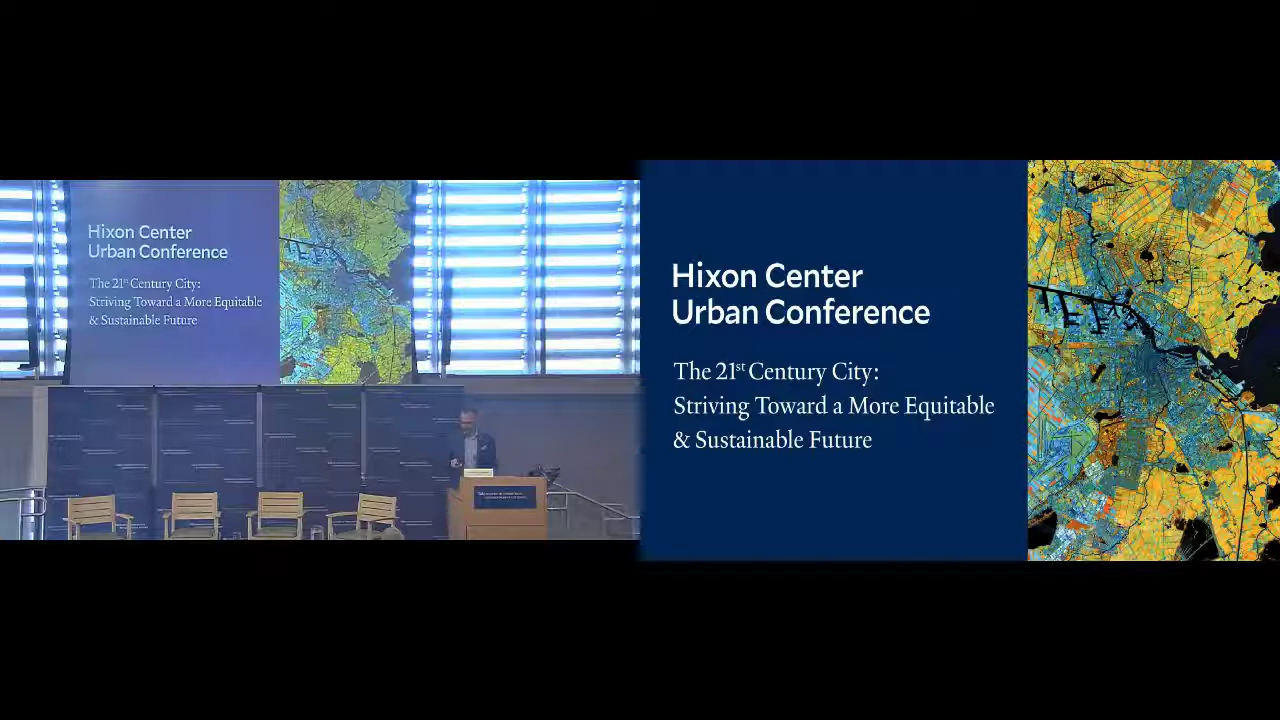 Hixon Center
Urban Conference
The 21st Century City:
Striving Toward a More Equitable
& Sustainable Future
Hixon Center
Urban Conference
The 21st Century City:
Striving Toward a More Equitable
& Sustainable Future